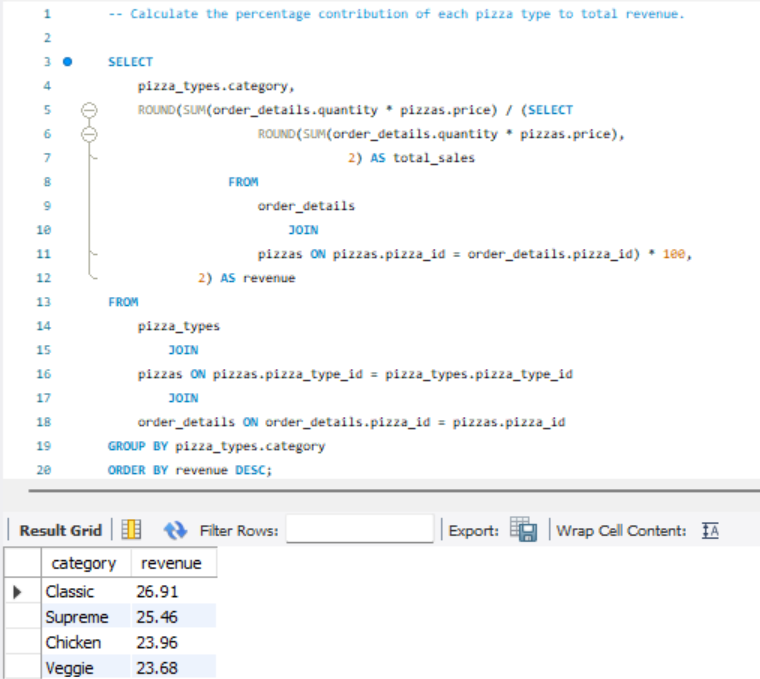 1 -- Calculate the percentage contribution of each pizza type to total revenue.
2
3 SELECT
4 pizza_types.category,
5 ROUND(SUM(order_details.quantity * pizzas.price) / (SELECT
6 ROUND(SUM(order_details.quantity * pizzas.price),
7 2) AS total_sales
8 FROM
9 order_details
10 JOIN
11 pizzas ON pizzas.pizza_id = order_details.pizza_id) * 100,
12 2) AS revenue
13 FROM
14 pizza_types
15 JOIN
16 pizzas ON pizzas.pizza_type_id = pizza_types.pizza_type_id
17 JOIN
18 order_details ON order_details.pizza_id = pizzas.pizza_id
19 GROUP BY pizza_types.category
20 ORDER BY revenue DESC;
Result Grid Filter Rows: Export: Wrap Cell Content: IA
category revenue
Classic 26.91
Supreme 25.46
Chicken 23.96
Veggie 23.68